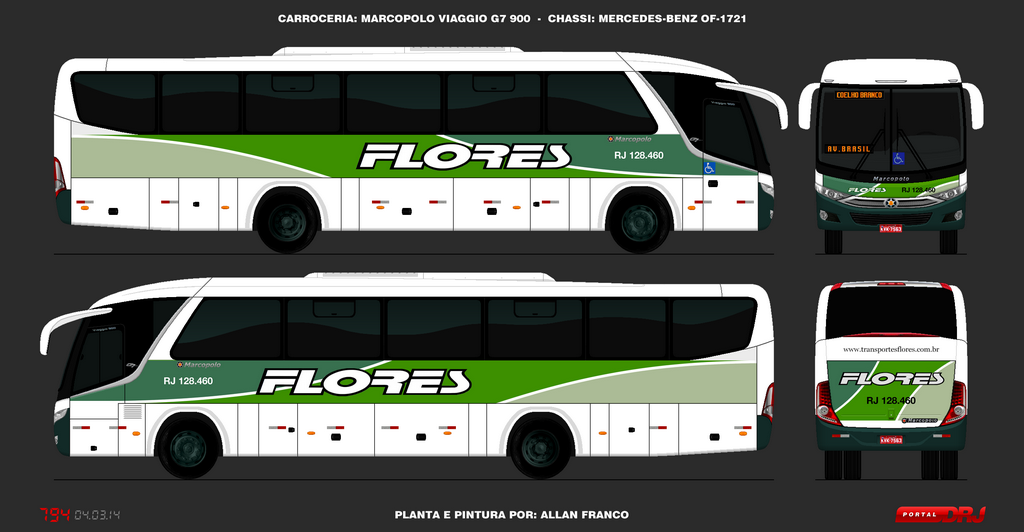 CARROCERIA: MARCOPOLO VIAGGIO G7 900 - CHASSI: MERCEDES-BENZ OF-1721
Marcopolo
FLORES
RJ 128.460
COELHO BRANCO
AV. BRASIL
Marcopolo
FLORES RJ 128.460
Marcopolo
RJ 128.460
FLORES
www.transportesflores.com.br
FLORES
RJ 128.460
Marcopolo
794 04.03.14
PLANTA E PINTURA POR: ALLAN FRANCO
PORTAL DRJ